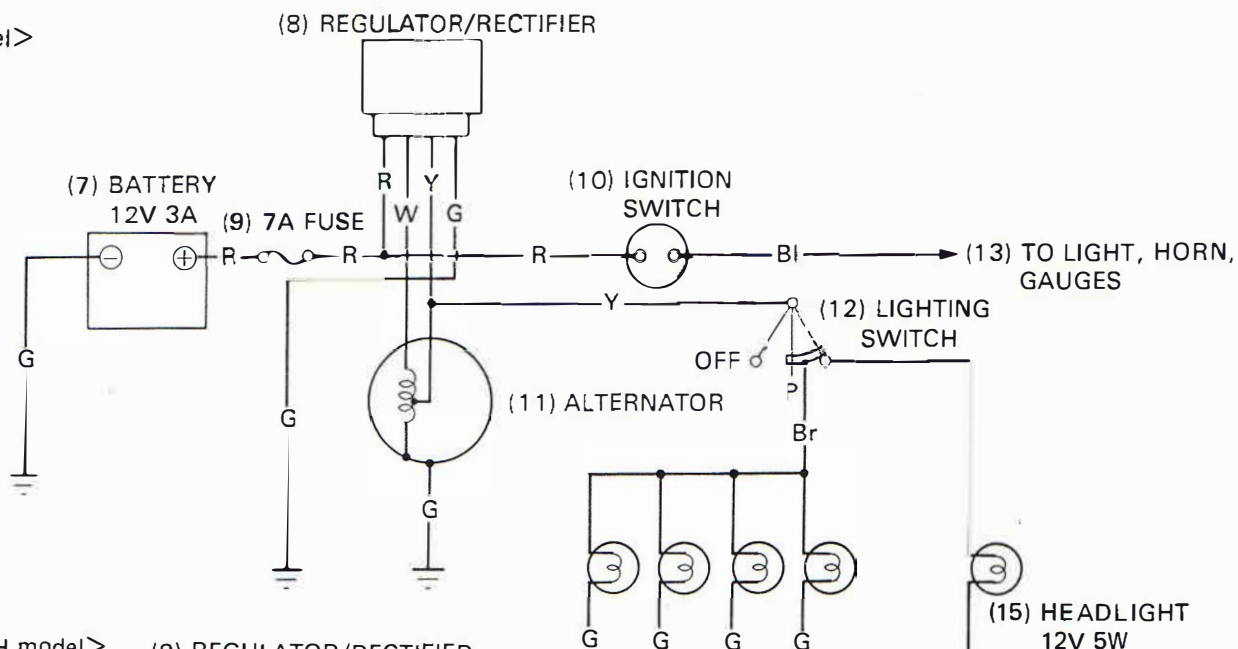 el>
(8) REGULATOR/RECTIFIER
(7) BATTERY
12V 3A
(9) 7A FUSE
R
W
Y
G
(10) IGNITION
SWITCH
R
R
R
Bl
(13) TO LIGHT, HORN,
GAUGES
Y
(12) LIGHTING
SWITCH
OFF
P
G
G
(11) ALTERNATOR
Br
G
G
G
G
G
(15) HEADLIGHT
12V 5W
H model>
(8) REGULATOR/RECTIFIER